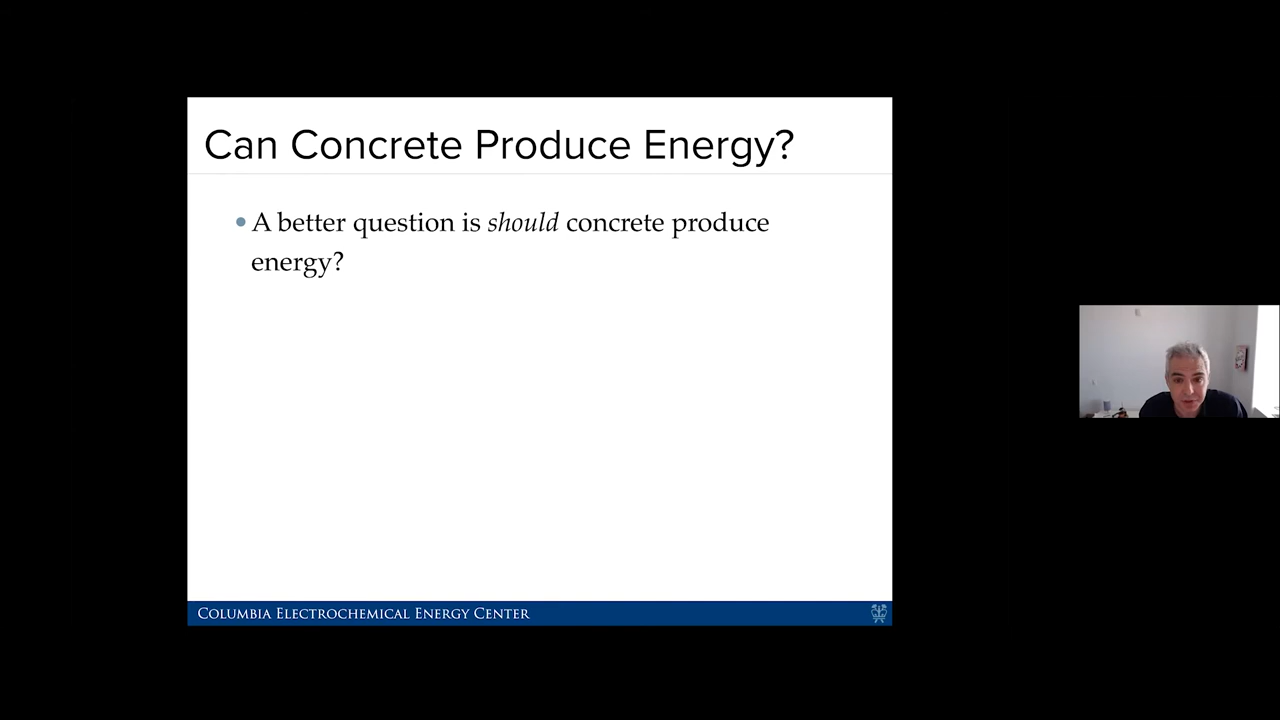 Can Concrete Produce Energy?
• A better question is should concrete produce
energy?
COLUMBIA ELECTROCHEMICAL ENERGY CENTER